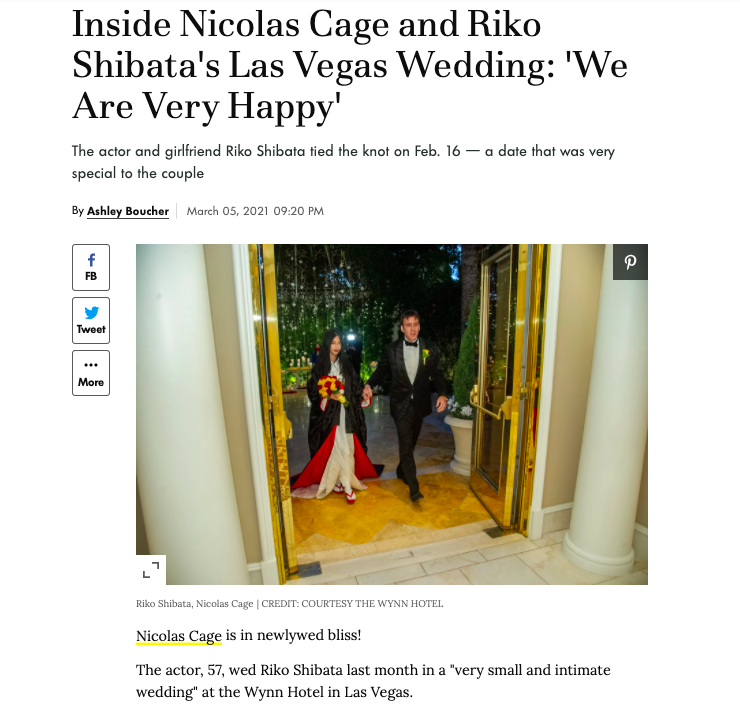 Inside Nicolas Cage and Riko
Shibata's Las Vegas Wedding: 'We
Are Very Happy'
The actor and girlfriend Riko Shibata tied the knot on Feb. 16 — a date that was very
special to the couple
By Ashley Boucher March 05, 2021 09:20 PM
FB
Tweet
More
Riko Shibata, Nicolas Cage | CREDIT: COURTESY THE WYNN HOTEL
Nicolas Cage is in newlywed bliss!
The actor, 57, wed Riko Shibata last month in a "very small and intimate
wedding" at the Wynn Hotel in Las Vegas.